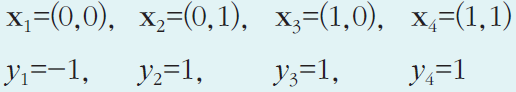 x₁=(0,0), x₂=(0,1), x₃=(1,0), x₄=(1,1)
y₁=−1, y₂=1, y₃=1, y₄=1